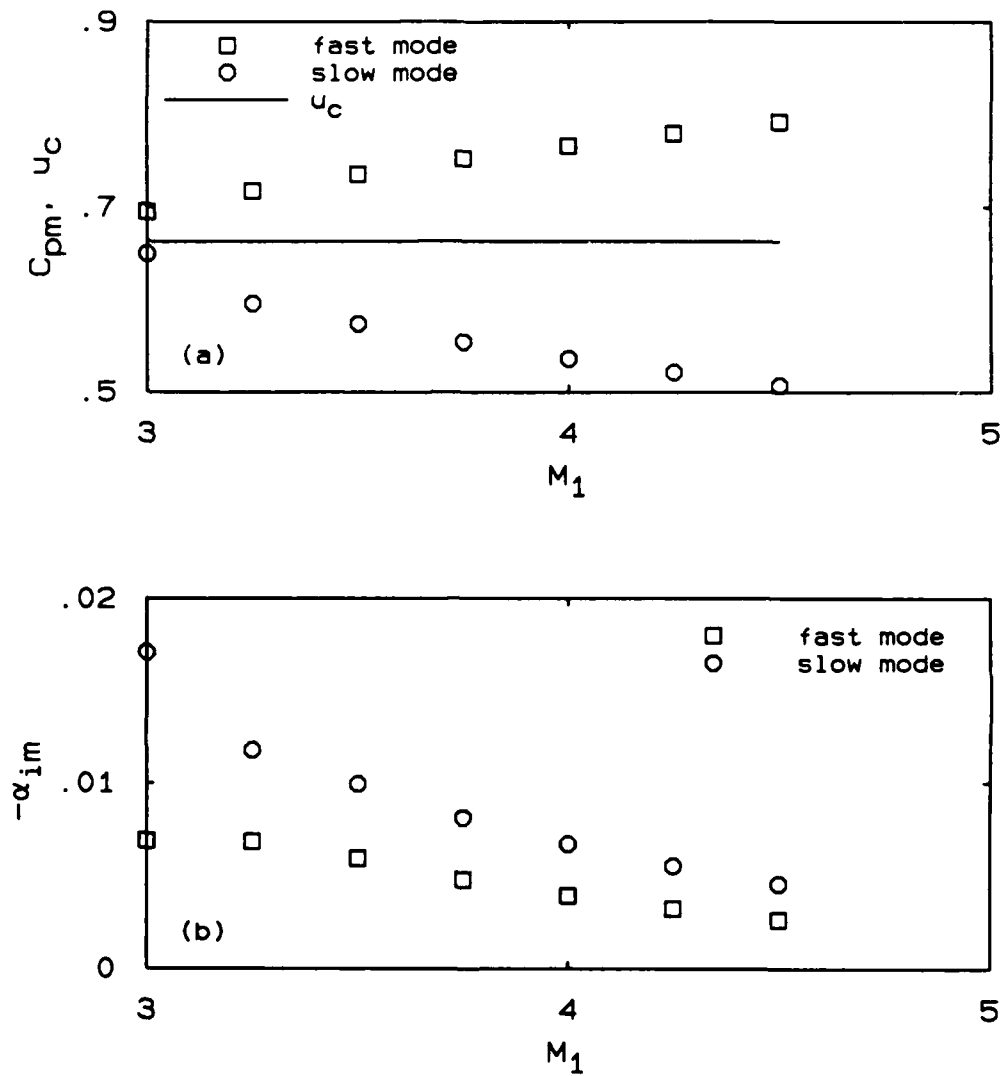 .9
fast mode
slow mode
u_c
C_pm, u_c
.7
(a)
.5
3
4
5
M_1
.02
fast mode
slow mode
-α_im
.01
(b)
0
3
4
5
M_1